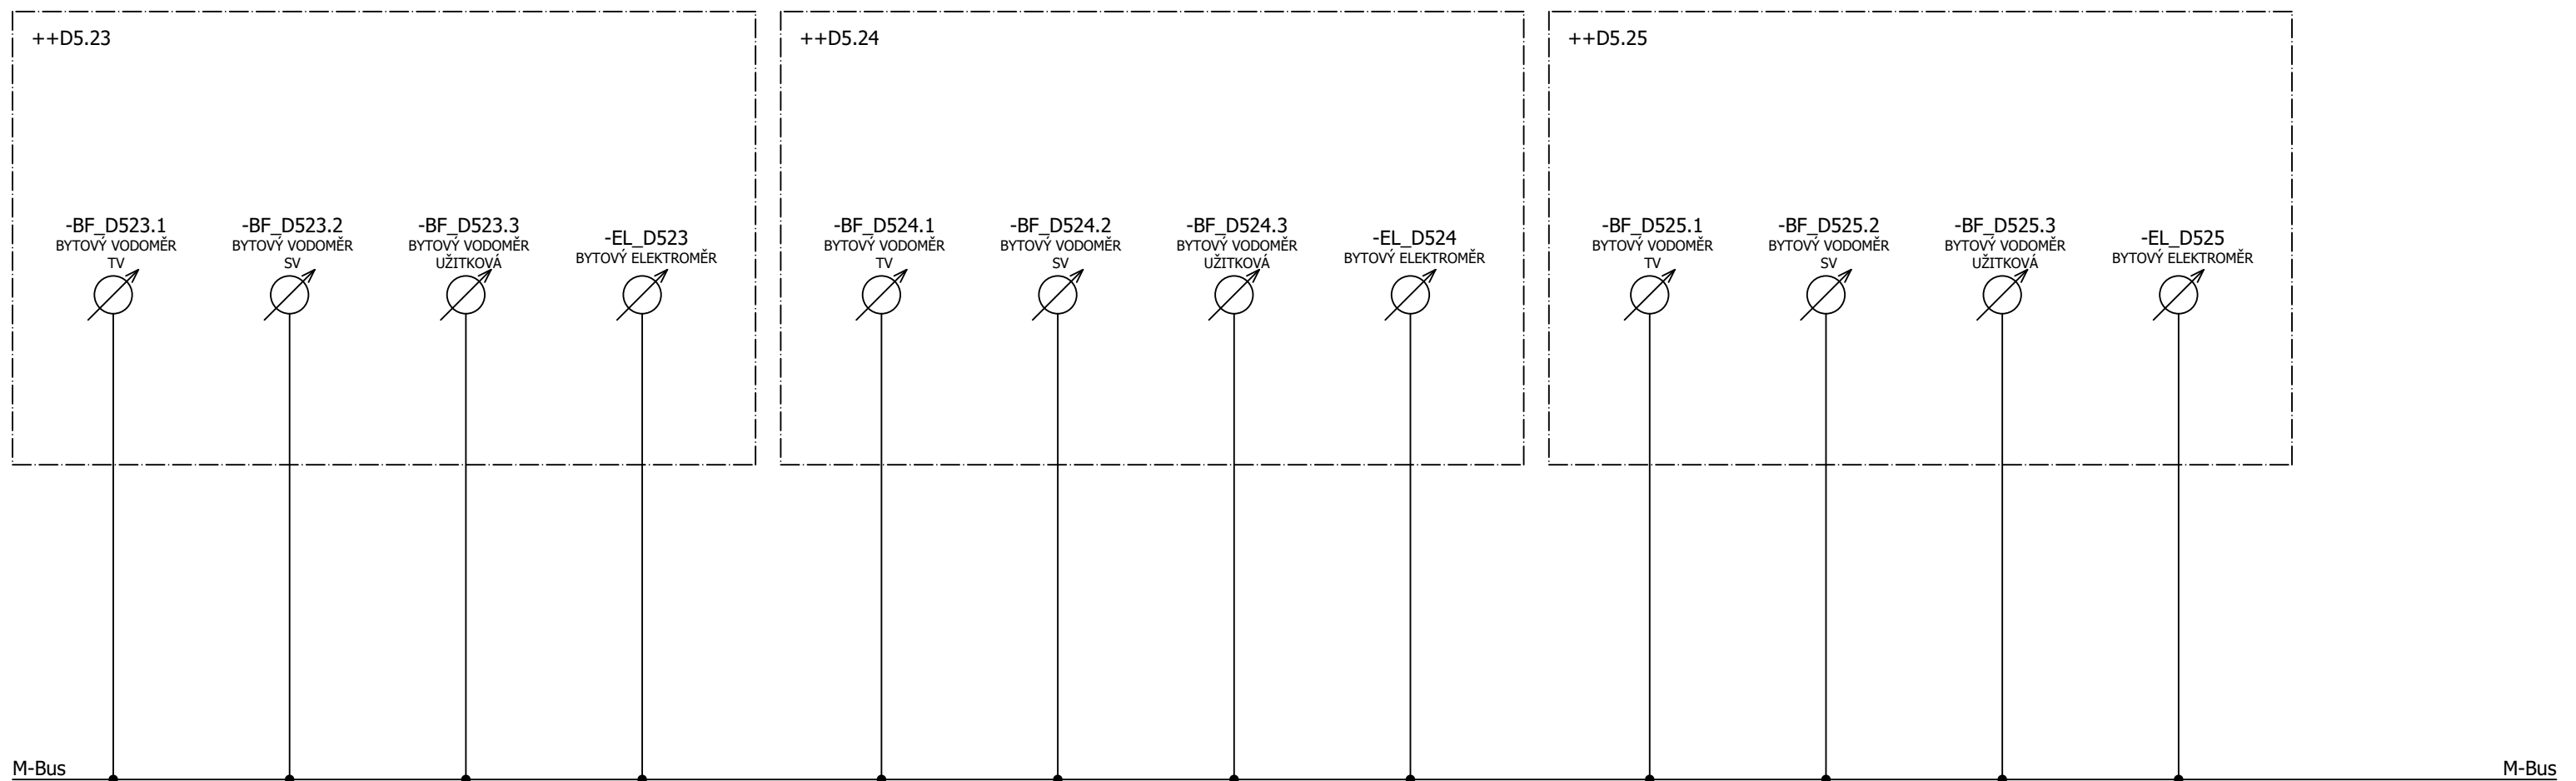 ++D5.23
++D5.24
++D5.25
-BF_D523.1
BYTOVÝ VODOMĚR
TV
-BF_D523.2
BYTOVÝ VODOMĚR
SV
-BF_D523.3
BYTOVÝ VODOMĚR
UŽITKOVÁ
-EL_D523
BYTOVÝ ELEKTROMĚR
-BF_D524.1
BYTOVÝ VODOMĚR
TV
-BF_D524.2
BYTOVÝ VODOMĚR
SV
-BF_D524.3
BYTOVÝ VODOMĚR
UŽITKOVÁ
-EL_D524
BYTOVÝ ELEKTROMĚR
-BF_D525.1
BYTOVÝ VODOMĚR
TV
-BF_D525.2
BYTOVÝ VODOMĚR
SV
-BF_D525.3
BYTOVÝ VODOMĚR
UŽITKOVÁ
-EL_D525
BYTOVÝ ELEKTROMĚR
M-Bus
M-Bus